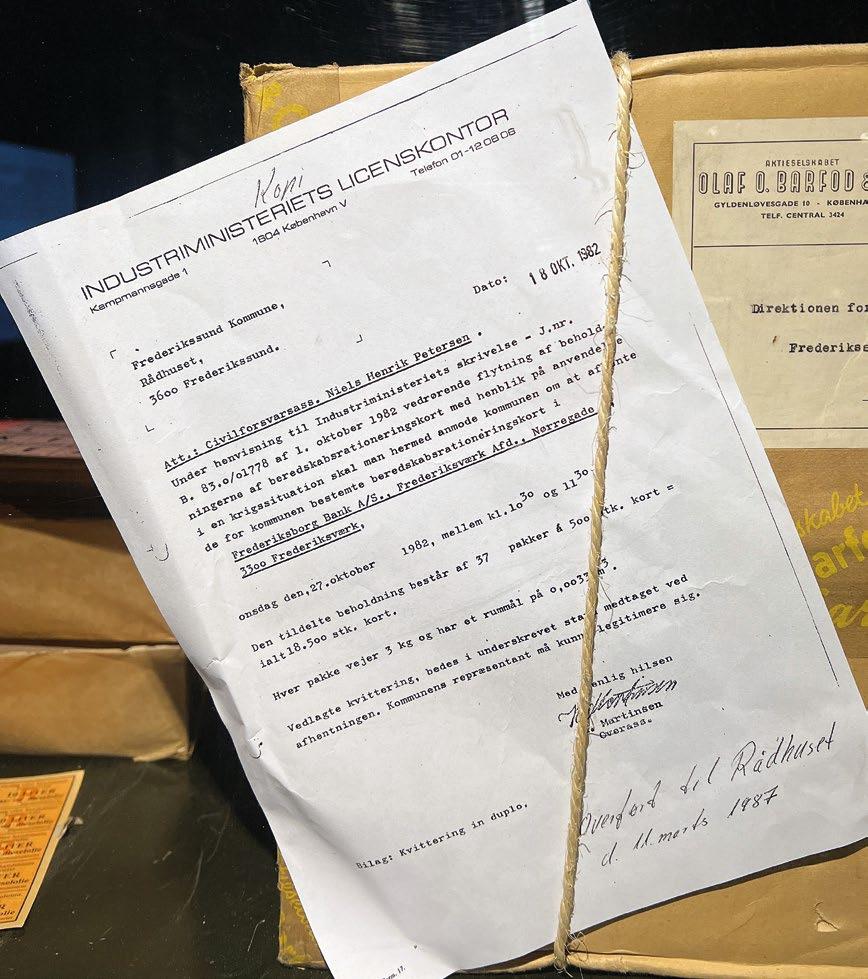 Kopi
INDUSTRIMINISTERIETS LICENSKONTOR
Kampmannsgade 1
1604 København V
Telefon 01-12 08 06
Dato:
18 OKT. 1982
Frederikssund Kommune,
Rådhuset,
3600 Frederikssund.
Att.: Civilforsvarsass. Niels Henrik Petersen.
Under henvisning til Industriministeriets skrivelse - J.nr.
B. 83.0/01778 af 1. oktober 1982 vedrørende flytning af behold-
ningerne af beredskabsrationeringskort med henblik på anvendelse
i en krigssituation skal man hermed anmode kommunen om at afhente
de for kommunen bestemte beredskabsrationeringskort i
Frederiksborg Bank A/S., Frederiksværk Afd., Nørregade
3300 Frederiksværk,
onsdag den, 27. oktober 1982, mellem kl. 10³⁰ og 11³⁰.
Den tildelte beholdning består af 37 pakker á 500 stk. kort =
ialt 18.500 stk. kort.
Hver pakke vejer 3 kg og har et rummål på 0,0033 m³.
Vedlagte kvittering, bedes i underskrevet stand medtaget ved
afhentningen. Kommunens repræsentant må kunne legitimere sig.
Med venlig hilsen
Martinsen
Overass.
Bilag: Kvittering in duplo.
Overført til Rådhuset
d. 11. marts 1987
AKTIESELSKABET
OLAF O. BARFOD &
GYLDENLØVESGADE 10 - KØBENHA
TELF. CENTRAL 3424
Direktionen for
Frederiks
skabet
arf